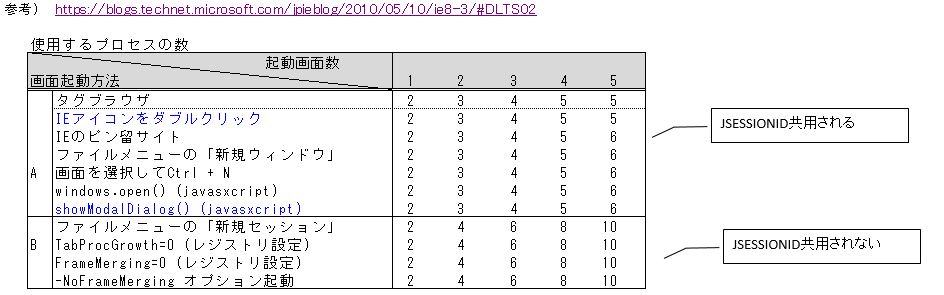 参考） https://blogs.technet.microsoft.com/jpieblog/2010/05/10/ie8-3/#DLTS02
使用するプロセスの数
起動画面数
画面起動方法 1 2 3 4 5
タグブラウザ 2 3 4 5 5
IEアイコンをダブルクリック 2 3 4 5 5
IEのピン留サイト 2 3 4 5 6
ファイルメニューの「新規ウィンドウ」 2 3 4 5 6
A 画面を選択してCtrl + N 2 3 4 5 6
windows.open() (javasxcript) 2 3 4 5 6
showModalDialog() (javasxcript) 2 3 4 5 6
JSESSIONID共用される
ファイルメニューの「新規セッション」 2 4 6 8 10
B TabProcGrowth=0 (レジストリ設定) 2 4 6 8 10
FrameMerging=0 (レジストリ設定) 2 4 6 8 10
-NoFrameMerging オプション起動 2 4 6 8 10
JSESSIONID共用されない